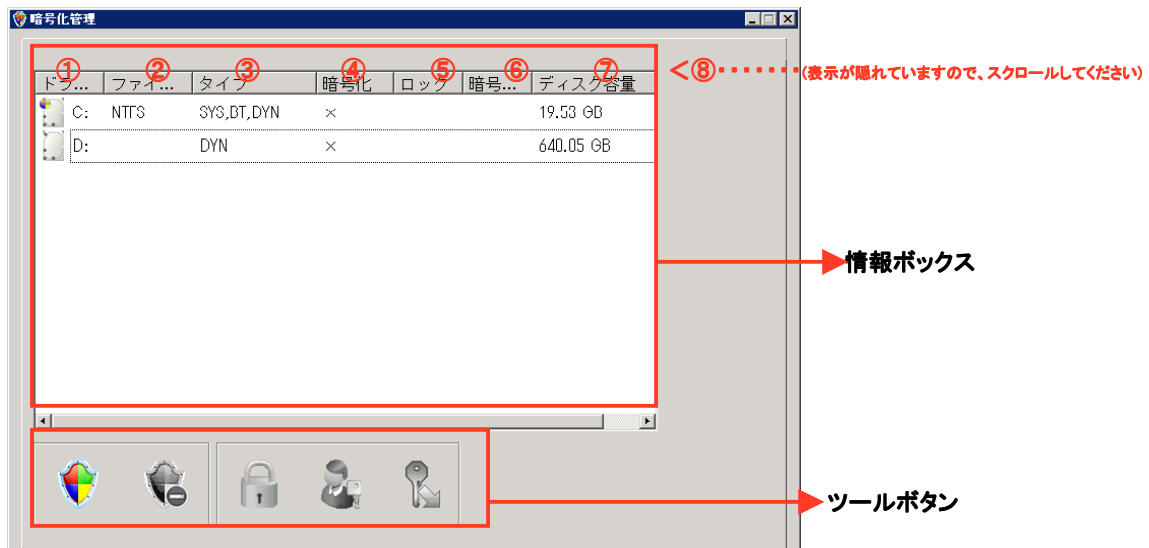 暗号化管理
① ② ③ ④ ⑤ ⑥ ⑦ <⑧・・・・・・・(表示が隠れていますので、スクロールしてください)
ドラ... ファイ... タイプ 暗号化 ロック 暗号... ディスク容量
C: NTFS SYS,BT,DYN × 19.53 GB
D: DYN × 640.05 GB
情報ボックス
ツールボタン